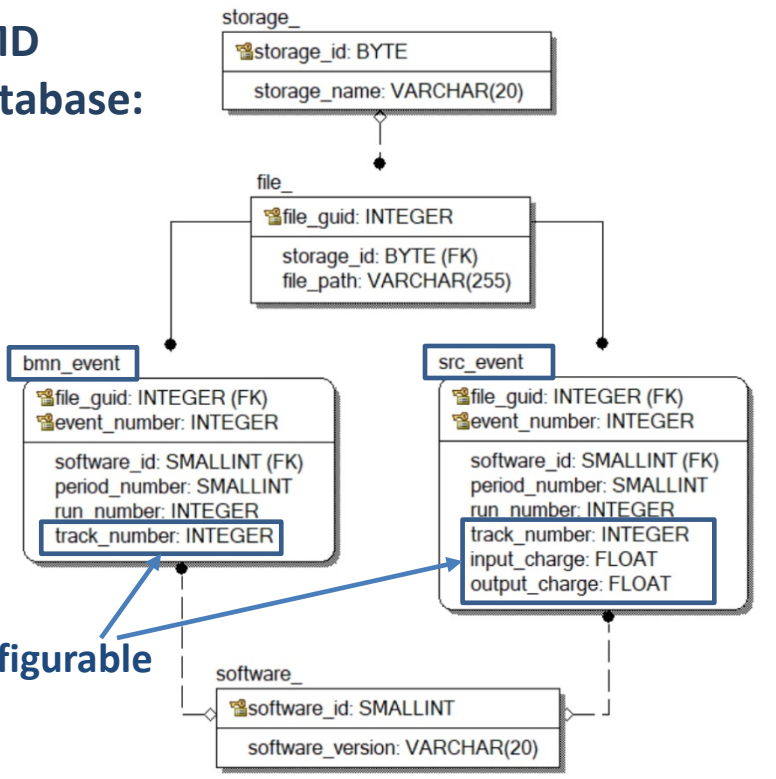 MD
tabase:
storage_
storage_id: BYTE
storage_name: VARCHAR(20)
file_
file_guid: INTEGER
storage_id: BYTE (FK)
file_path: VARCHAR(255)
bmn_event
file_guid: INTEGER (FK)
event_number: INTEGER
software_id: SMALLINT (FK)
period_number: SMALLINT
run_number: INTEGER
track_number: INTEGER
src_event
file_guid: INTEGER (FK)
event_number: INTEGER
software_id: SMALLINT (FK)
period_number: SMALLINT
run_number: INTEGER
track_number: INTEGER
input_charge: FLOAT
output_charge: FLOAT
figurable
software_
software_id: SMALLINT
software_version: VARCHAR(20)